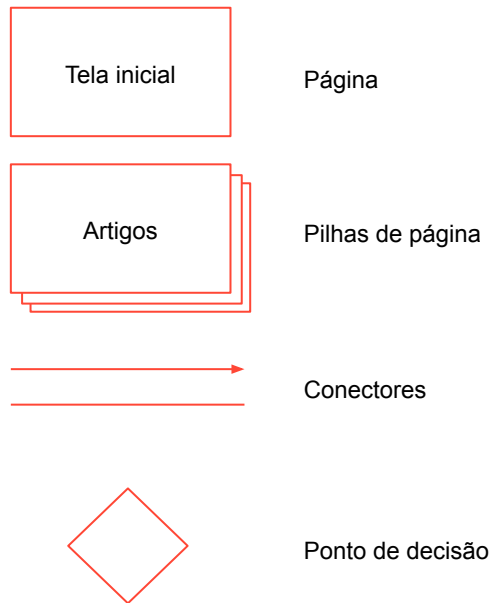 Tela inicial
Página
Artigos
Pilhas de página
Conectores
Ponto de decisão